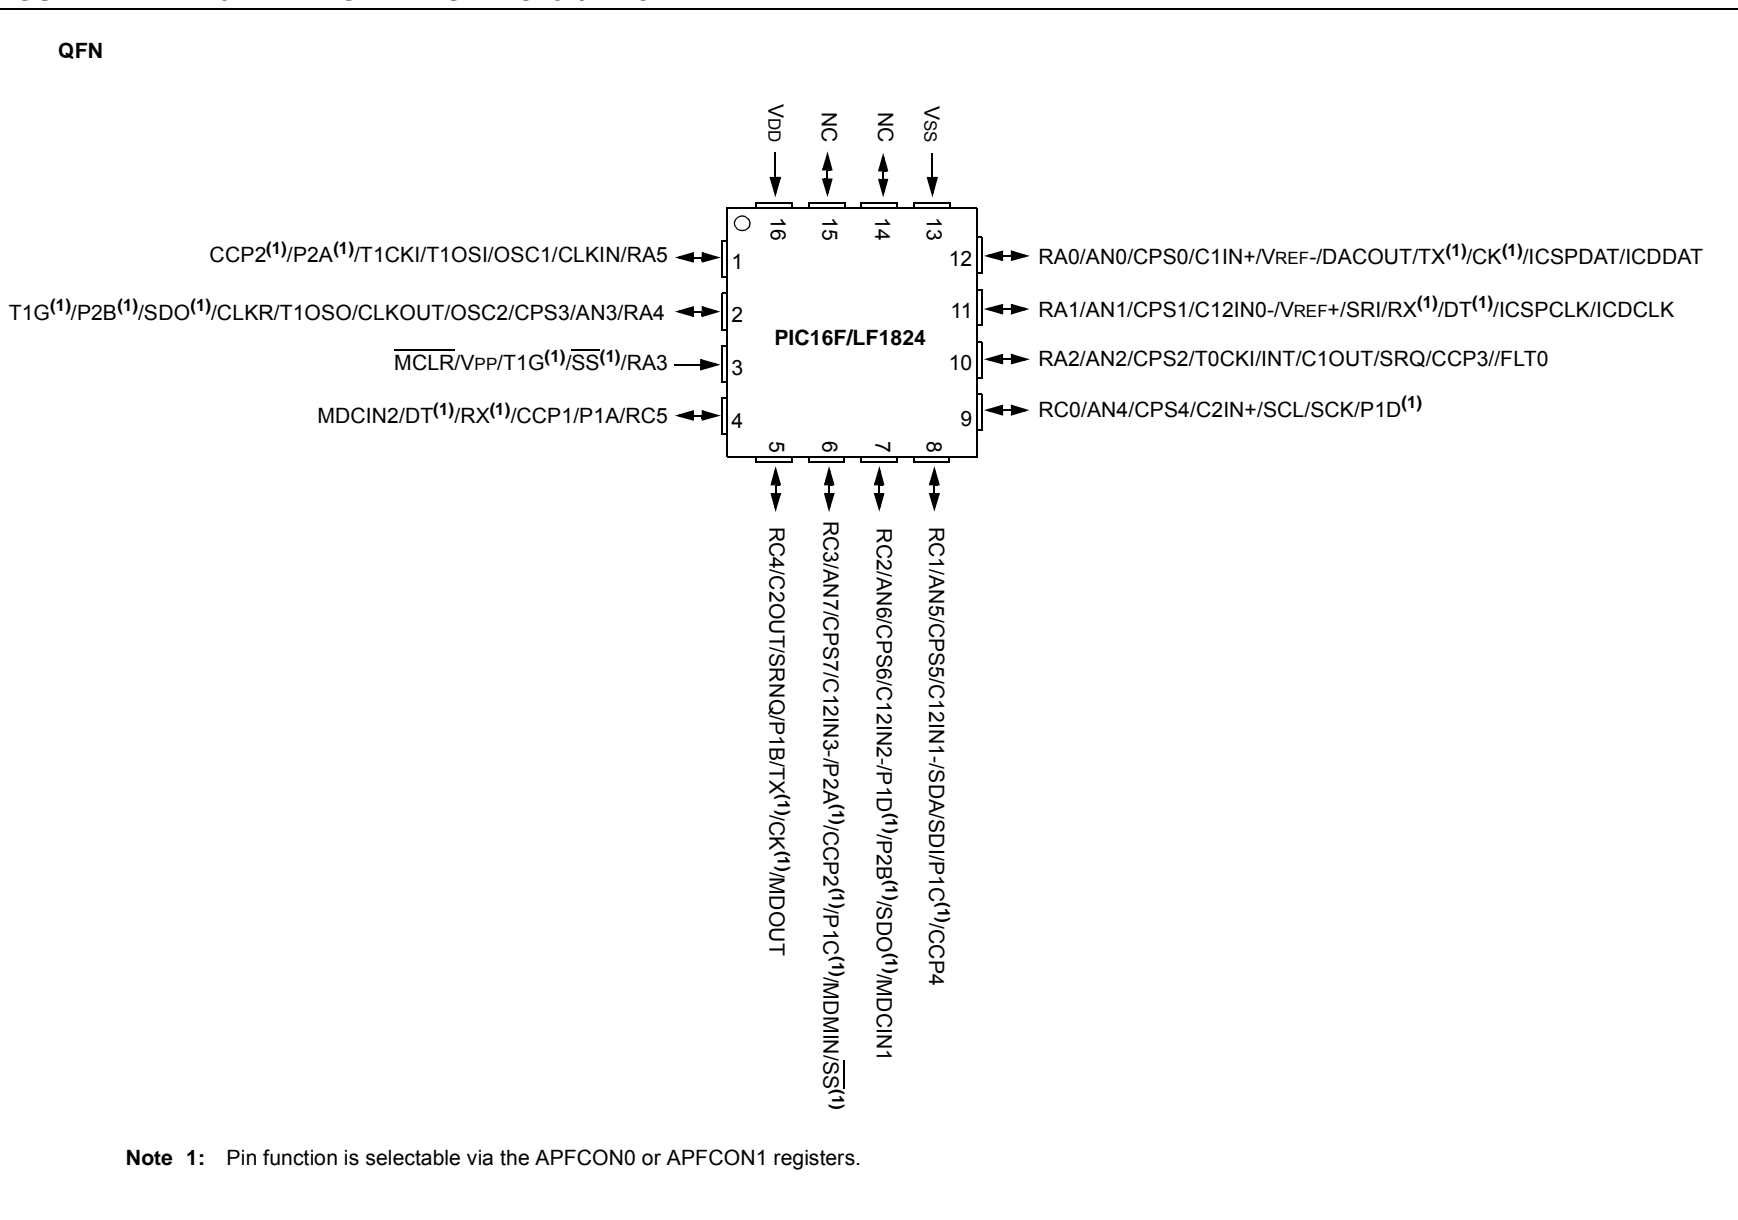 QFN
VDD
NC
NC
VSS
16
15
14
13
CCP2(1)/P2A(1)/T1CKI/T1OSI/OSC1/CLKIN/RA5
1
12
RA0/AN0/CPS0/C1IN+/VREF-/DACOUT/TX(1)/CK(1)/ICSPDAT/ICDDAT
T1G(1)/P2B(1)/SDO(1)/CLKR/T1OSO/CLKOUT/OSC2/CPS3/AN3/RA4
2
11
RA1/AN1/CPS1/C12IN0-/VREF+/SRI/RX(1)/DT(1)/ICSPCLK/ICDCLK
PIC16F/LF1824
MCLR/VPP/T1G(1)/SS(1)/RA3
3
10
RA2/AN2/CPS2/T0CKI/INT/C1OUT/SRQ/CCP3//FLT0
MDCIN2/DT(1)/RX(1)/CCP1/P1A/RC5
4
9
RC0/AN4/CPS4/C2IN+/SCL/SCK/P1D(1)
5
6
7
8
RC4/C2OUT/SRNQ/P1B/TX(1)/CK(1)/MDOUT
RC3/AN7/CPS7/C12IN3-/P2A(1)/CCP2(1)/P1C(1)/MDMIN/SS(1)
RC2/AN6/CPS6/C12IN2-/P1D(1)/P2B(1)/SDO(1)/MDCIN1
RC1/AN5/CPS5/C12IN1-/SDA/SDI/P1C(1)/CCP4
Note 1: Pin function is selectable via the APFCON0 or APFCON1 registers.